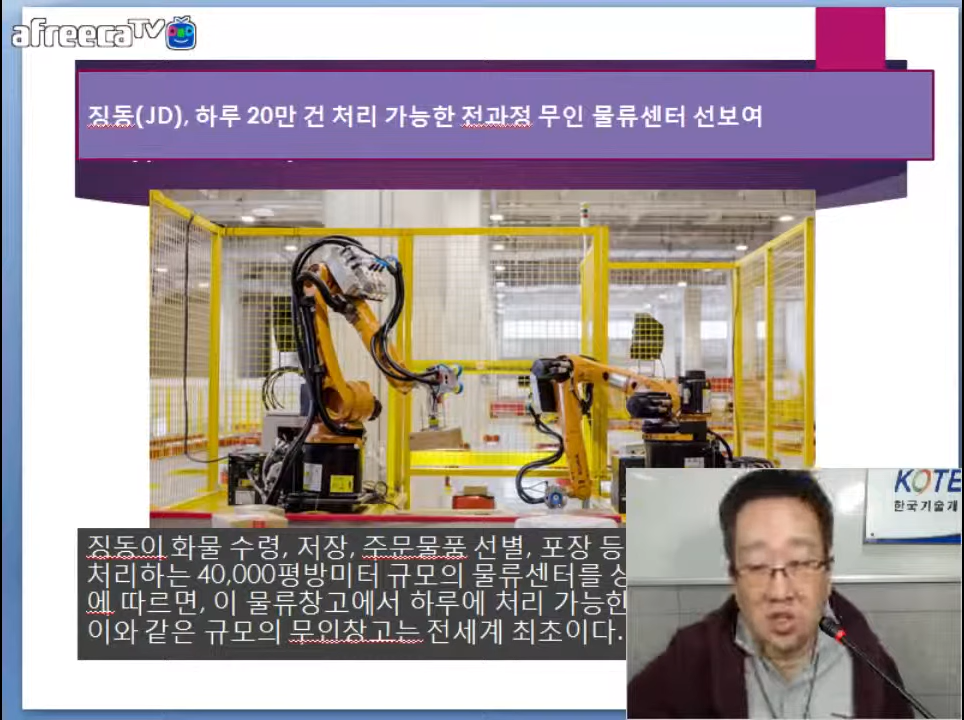 afreecaTV
징동(JD), 하루 20만 건 처리 가능한 전과정 무인 물류센터 선보여
KOTE
한국기술개
징동이 화물 수령, 저장, 주문물품 선별, 포장 등
처리하는 40,000평방미터 규모의 물류센터를
에 따르면, 이 물류창고에서 하루에 처리 가능한
이와 같은 규모의 무인창고는 전세계 최초이다.